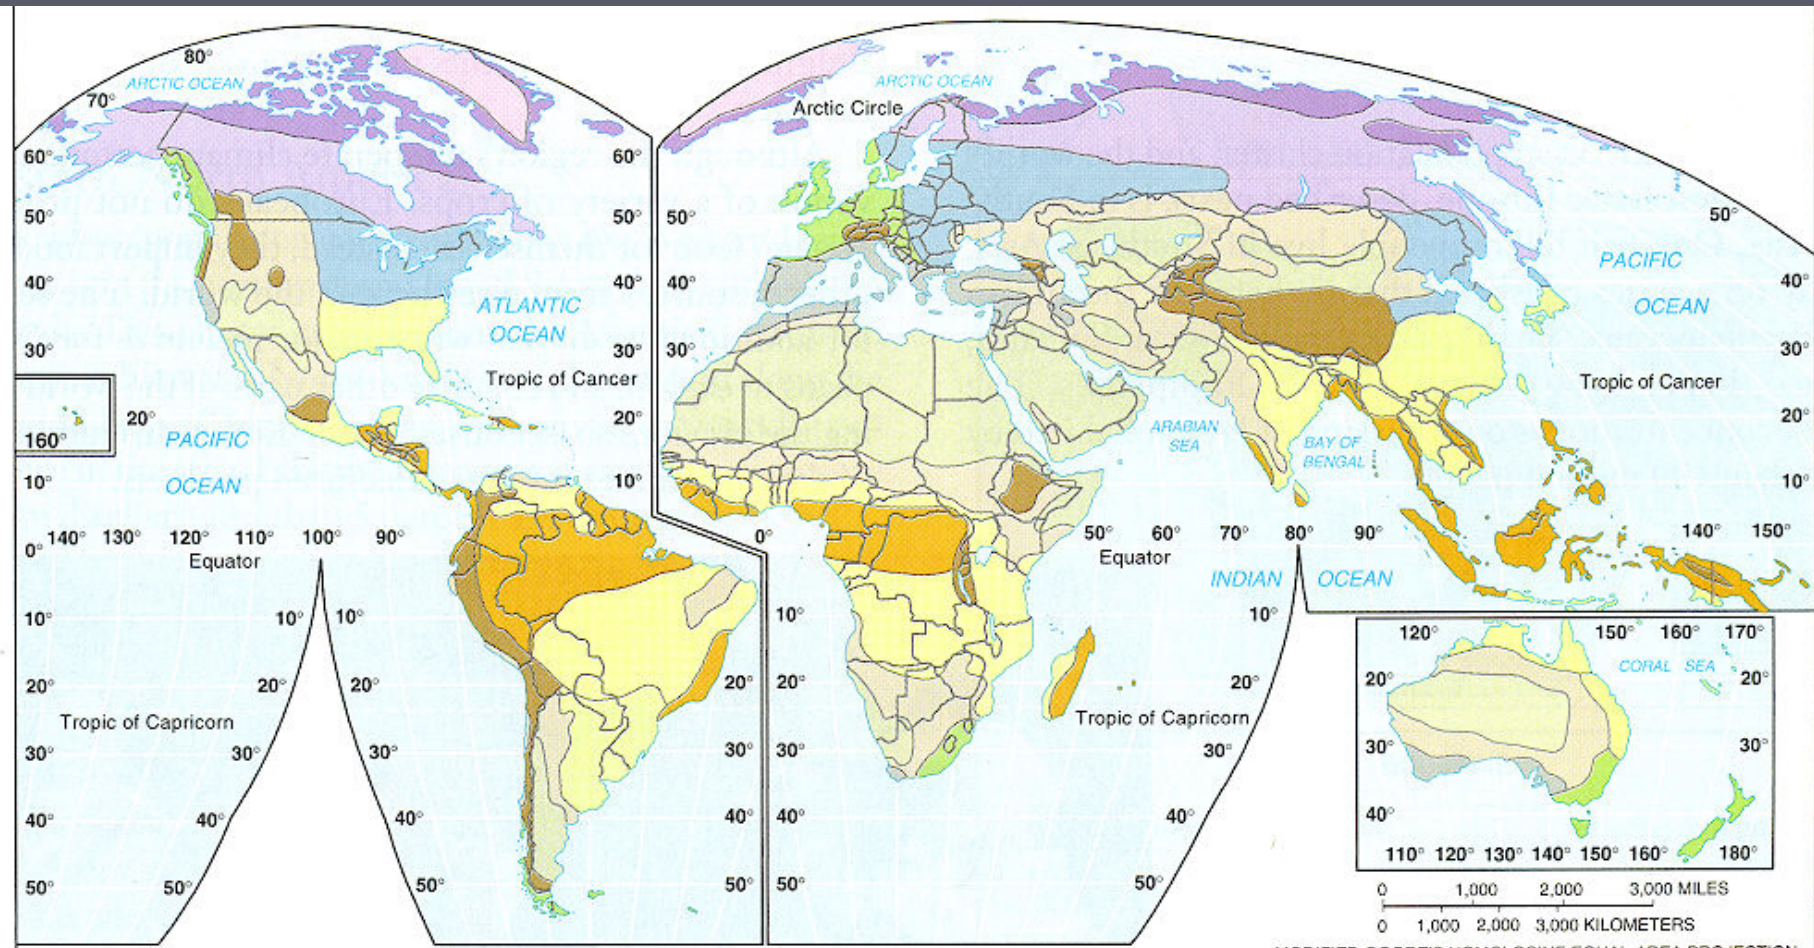 80°
ARCTIC OCEAN
70°
60°
50°
40°
30°
20°
160°
10°
0°
PACIFIC
OCEAN
ATLANTIC
OCEAN
60°
50°
40°
30°
Tropic of Cancer
20°
10°
140° 130° 120° 110° 100° 90°
Equator
10° 10° 10°
20° 20° 20° 20°
Tropic of Capricorn
30° 30° 30° 30°
40° 40° 40° 40°
50° 50° 50° 50°
ARCTIC OCEAN
Arctic Circle
60°
50° 50°
40°
30°
20°
10°
0°
PACIFIC
OCEAN
40°
30°
Tropic of Cancer
20°
10°
ARABIAN
SEA
BAY OF
BENGAL
50° 60° 70° 80° 90° 140° 150°
Equator
INDIAN OCEAN
10° 10°
20° 20°
Tropic of Capricorn
30° 30°
40° 40°
50° 50°
120° 150° 160° 170°
CORAL SEA
20° 20°
30° 30°
40°
110° 120° 130° 140° 150° 160° 180°
0 1,000 2,000 3,000 MILES
0 1,000 2,000 3,000 KILOMETERS